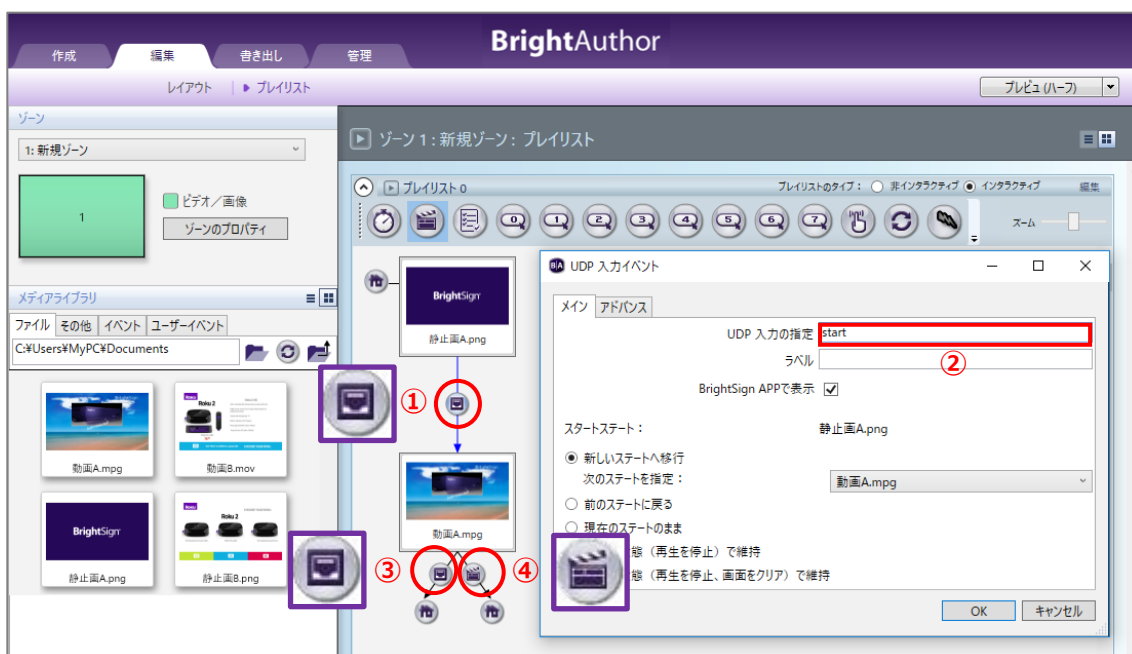 BrightAuthor
作成
編集
書き出し
管理
レイアウト
プレイリスト
プレビュ (ハーフ)
ゾーン
1: 新規ゾーン
1
ビデオ／画像
ゾーンのプロパティ
メディアライブラリ
ファイル
その他
イベント
ユーザーイベント
C:¥Users¥MyPC¥Documents
動画A.mpg
Roku
Roku 2
動画B.mov
BrightSign
静止画A.png
Roku 2
静止画B.png
ゾーン 1 : 新規ゾーン : プレイリスト
プレイリスト 0
プレイリストのタイプ :
非インタラクティブ
インタラクティブ
編集
0
1
2
3
4
5
6
7
ズーム
BrightSign
静止画A.png
①
動画A.mpg
③
④
BA UDP 入力イベント
メイン
アドバンス
UDP 入力の指定
start
ラベル
②
BrightSign APPで表示
スタートステート :
静止画A.png
新しいステートへ移行
次のステートを指定 :
動画A.mpg
前のステートに戻る
現在のステートのまま
態（再生を停止）で維持
態（再生を停止、画面をクリア）で維持
OK
キャンセル